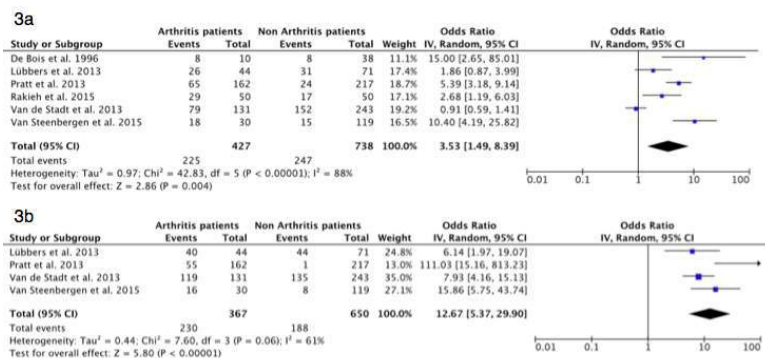 3a
Arthritis patients Non Arthritis patients Odds Ratio Odds Ratio
Study or Subgroup Events Total Events Total Weight IV, Random, 95% CI IV, Random, 95% CI
De Bois et al. 1996 8 10 8 38 11.1% 15.00 [2.65, 85.01]
Lübbers et al. 2013 26 44 31 71 17.4% 1.86 [0.87, 3.99]
Pratt et al. 2013 65 162 24 217 18.7% 5.39 [3.18, 9.14]
Rakieh et al. 2015 29 50 17 50 17.1% 2.68 [1.19, 6.03]
Van de Stadt et al. 2013 79 131 152 243 19.2% 0.91 [0.59, 1.41]
Van Steenbergen et al. 2015 18 30 15 119 16.5% 10.40 [4.19, 25.82]
Total (95% CI) 427 738 100.0% 3.53 [1.49, 8.39]
Total events 225 247
Heterogeneity: Tau² = 0.97; Chi² = 42.83, df = 5 (P < 0.00001); I² = 88%
Test for overall effect: Z = 2.86 (P = 0.004)
0.01 0.1 1 10 100
3b
Arthritis patients Non Arthritis patients Odds Ratio Odds Ratio
Study or Subgroup Events Total Events Total Weight IV, Random, 95% CI IV, Random, 95% CI
Lübbers et al. 2013 40 44 44 71 24.8% 6.14 [1.97, 19.07]
Pratt et al. 2013 55 162 1 217 13.0% 111.03 [15.16, 813.23]
Van de Stadt et al. 2013 119 131 135 243 35.0% 7.93 [4.16, 15.13]
Van Steenbergen et al. 2015 16 30 8 119 27.1% 15.86 [5.75, 43.74]
Total (95% CI) 367 650 100.0% 12.67 [5.37, 29.90]
Total events 230 188
Heterogeneity: Tau² = 0.44; Chi² = 7.60, df = 3 (P = 0.06); I² = 61%
Test for overall effect: Z = 5.80 (P < 0.00001)
0.01 0.1 1 10 100